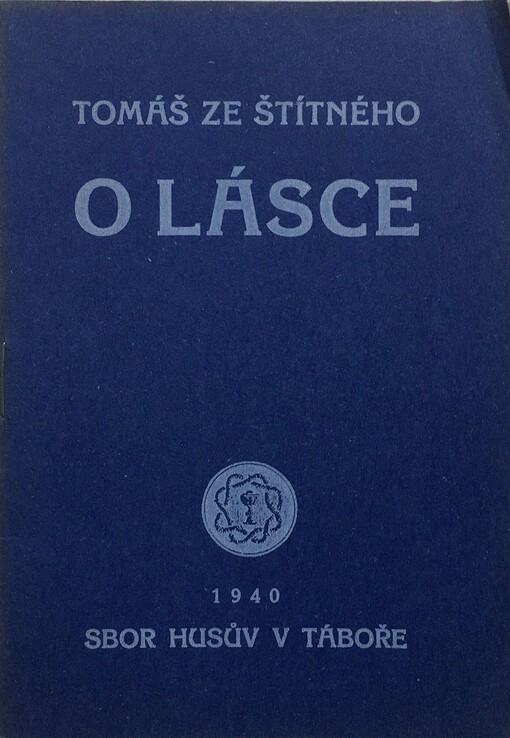 TOMÁŠ ZE ŠTÍTNÉHO
O LÁSCE
1940
SBOR HUSŮV V TÁBOŘE